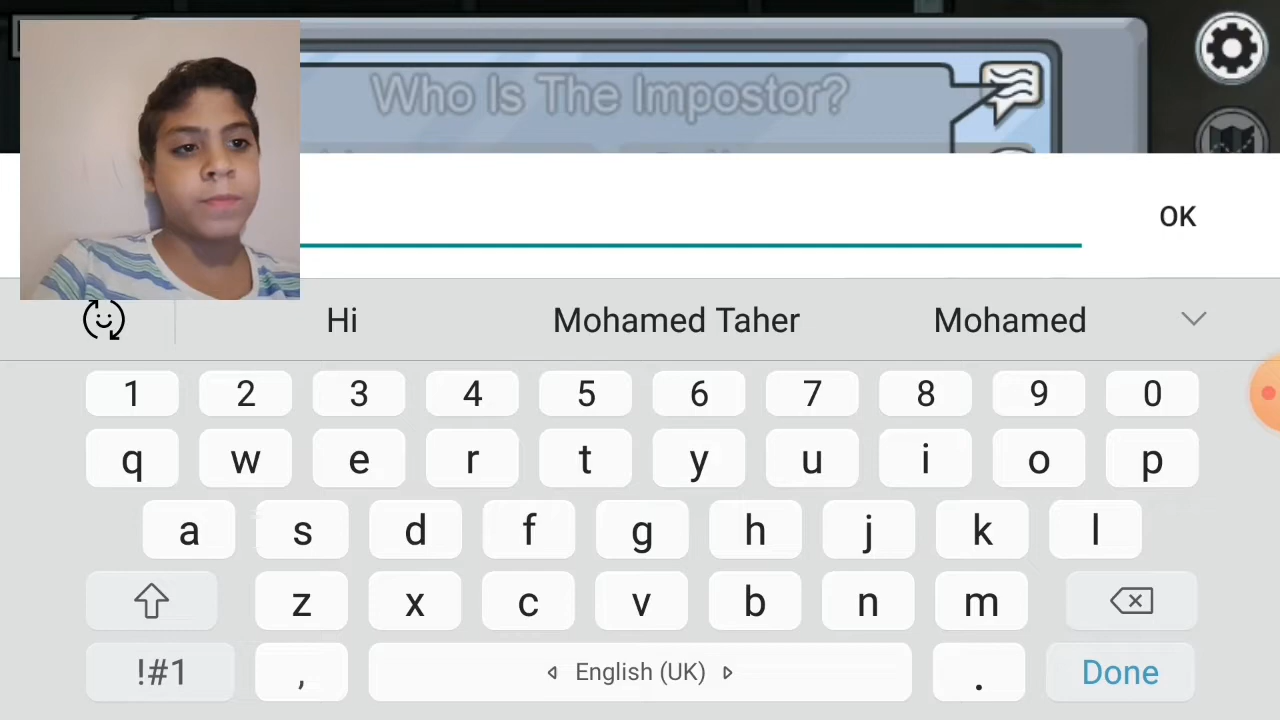 Who Is The Impostor?
OK
Hi Mohamed Taher Mohamed
1 2 3 4 5 6 7 8 9 0
q w e r t y u i o p
a s d f g h j k l
z x c v b n m
!#1 , English (UK) . Done